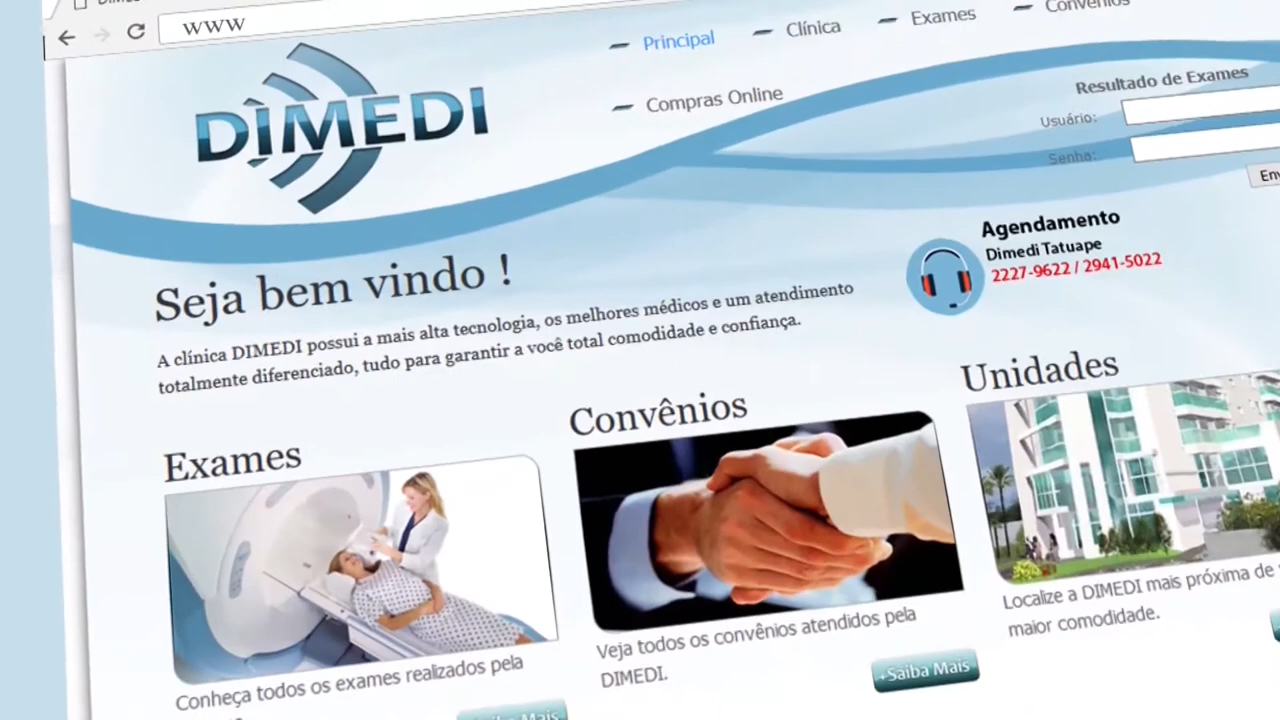 www
Principal
Clínica
Exames
Convênios
Compras Online
DIMEDI
Resultado de Exames
Usuário:
Senha:
Agendamento
Dimedi Tatuape
2227-9622 / 2941-5022
Seja bem vindo !
A clínica DIMEDI possui a mais alta tecnologia, os melhores médicos e um atendimento
totalmente diferenciado, tudo para garantir a você total comodidade e confiança.
Exames
Convênios
Unidades
Conheça todos os exames realizados pela
Veja todos os convênios atendidos pela
DIMEDI.
+Saiba Mais
Localize a DIMEDI mais próxima de
maior comodidade.
Mais